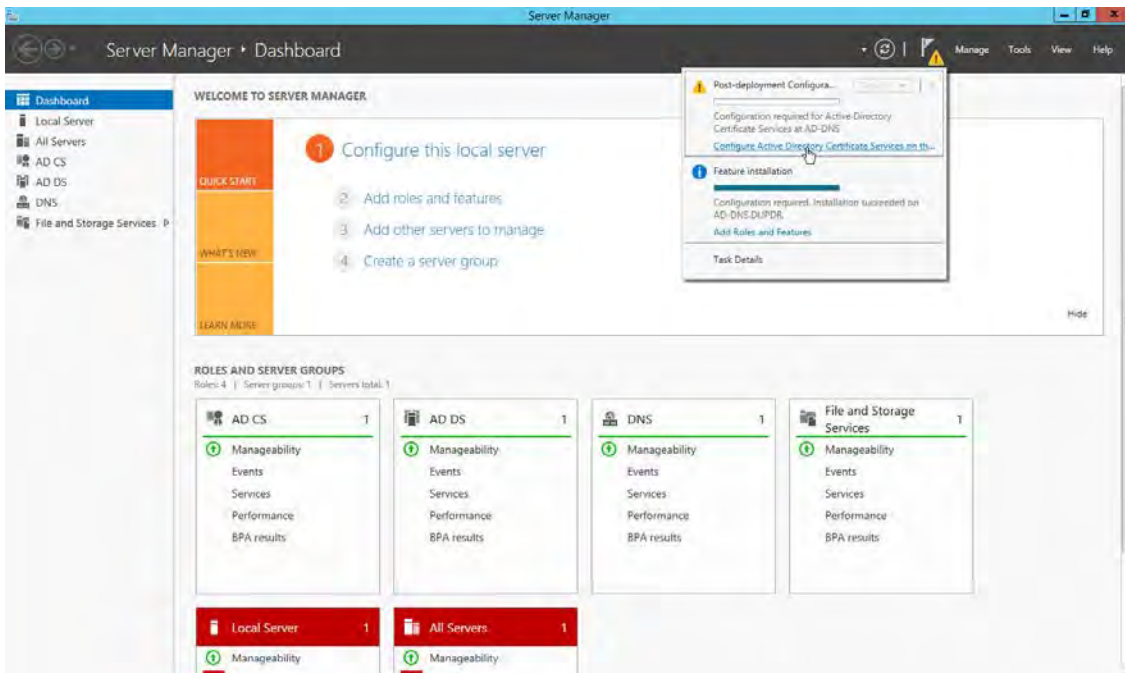 Server Manager
Server Manager • Dashboard
Manage Tools View Help
Dashboard
Local Server
All Servers
AD CS
AD DS
DNS
File and Storage Services
WELCOME TO SERVER MANAGER
QUICK START
WHAT'S NEW
LEARN MORE
1 Configure this local server
2 Add roles and features
3 Add other servers to manage
4 Create a server group
Hide
Post-deployment Configura...
Configuration required for Active Directory
Certificate Services at AD-DNS
Configure Active Directory Certificate Services on th...
Feature installation
Configuration required. Installation succeeded on
AD-DNS.DLIPDR.
Add Roles and Features
Task Details
ROLES AND SERVER GROUPS
Roles: 4 | Server groups: 1 | Servers total: 1
AD CS 1
Manageability
Events
Services
Performance
BPA results
AD DS 1
Manageability
Events
Services
Performance
BPA results
DNS 1
Manageability
Events
Services
Performance
BPA results
File and Storage
Services 1
Manageability
Events
Services
Performance
BPA results
Local Server 1
Manageability
All Servers 1
Manageability